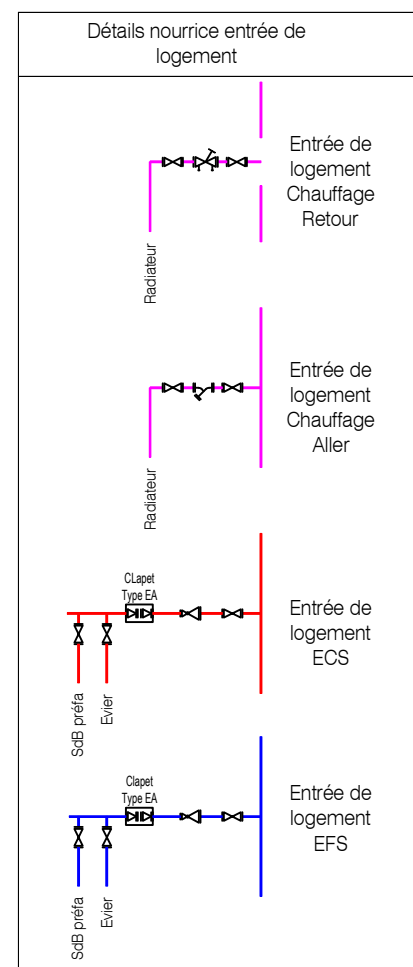 Détails nourrice entrée de
logement
Entrée de
logement
Chauffage
Retour
Radiateur
Entrée de
logement
Chauffage
Aller
Radiateur
CLapet
Type EA
Entrée de
logement
ECS
SdB préfa
Evier
Clapet
Type EA
Entrée de
logement
EFS
SdB préfa
Evier